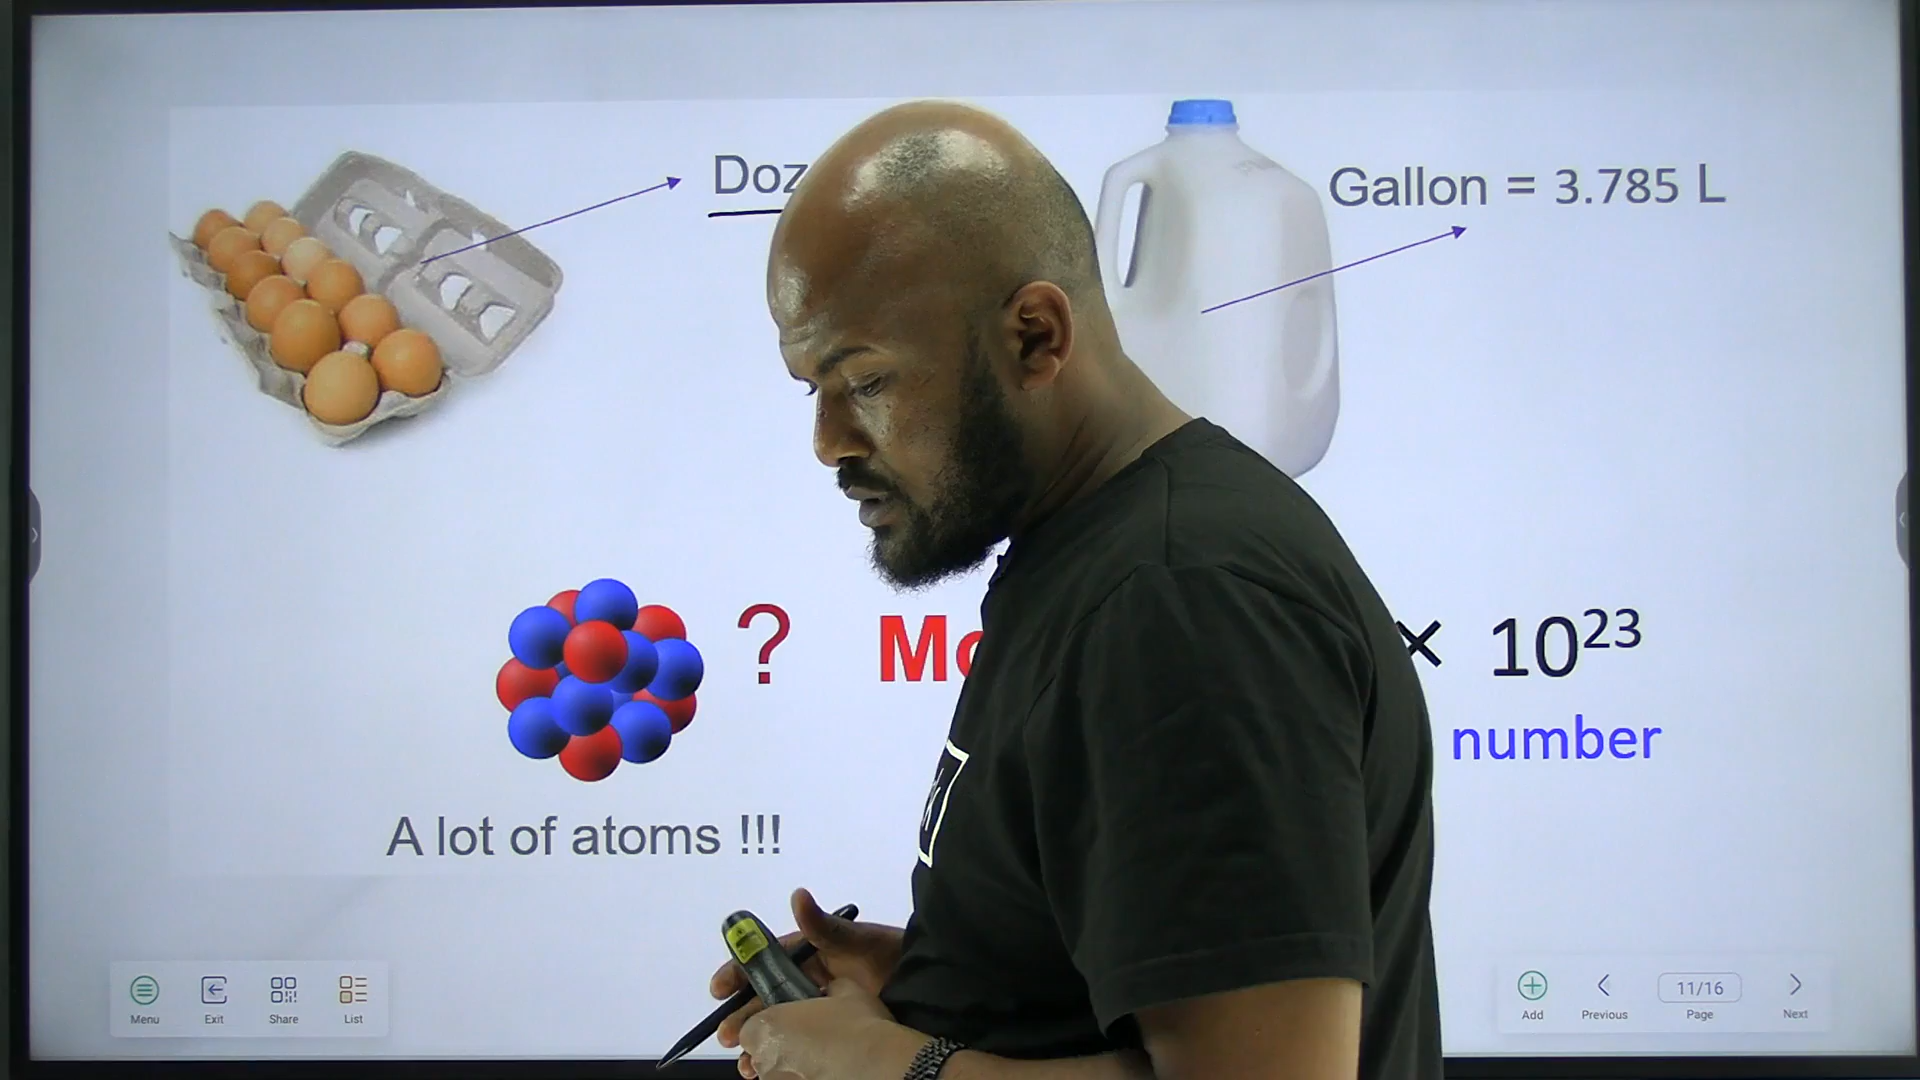 Doz
Gallon = 3.785 L
? Mo × 10²³
number
A lot of atoms !!!
Menu Exit Share List
Add Previous 11/16 Page Next